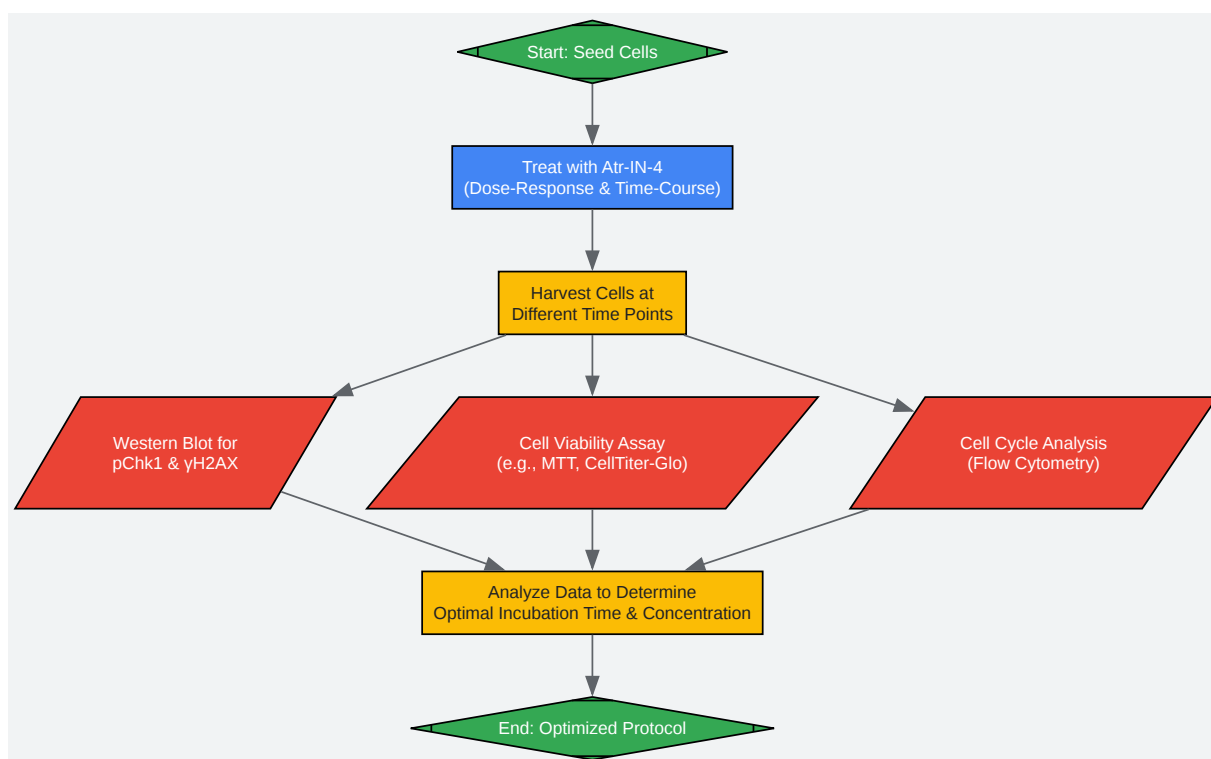 Start: Seed Cells
Treat with Atr-IN-4
(Dose-Response & Time-Course)
Harvest Cells at
Different Time Points
Western Blot for
pChk1 & γH2AX
Cell Viability Assay
(e.g., MTT, CellTiter-Glo)
Cell Cycle Analysis
(Flow Cytometry)
Analyze Data to Determine
Optimal Incubation Time & Concentration
End: Optimized Protocol